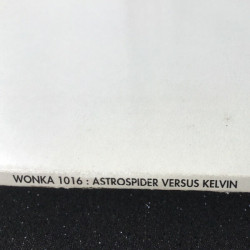 WONKA 1016 : ASTROSPIDER VERSUS KELVIN